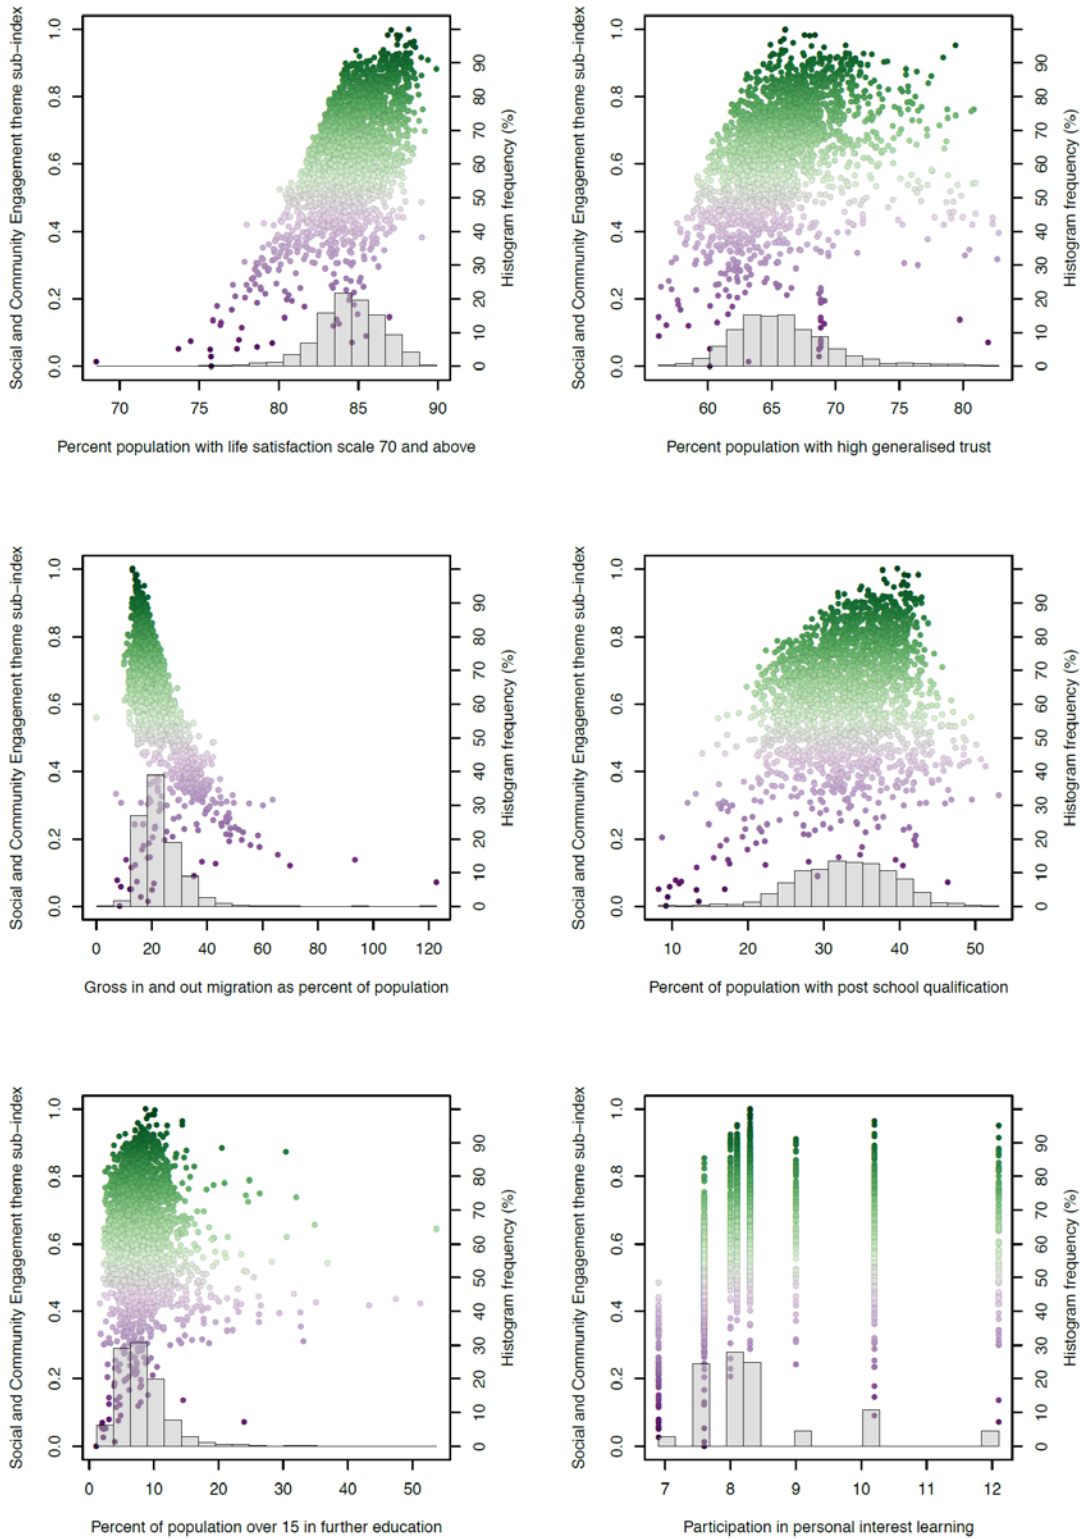 Social and Community Engagement theme sub−index
0.0 0.2 0.4 0.6 0.8 1.0
0 10 20 30 40 50 60 70 80 90
Histogram frequency (%)
70 75 80 85 90
Percent population with life satisfaction scale 70 and above
Social and Community Engagement theme sub−index
0.0 0.2 0.4 0.6 0.8 1.0
0 10 20 30 40 50 60 70 80 90
Histogram frequency (%)
60 65 70 75 80
Percent population with high generalised trust
Social and Community Engagement theme sub−index
0.0 0.2 0.4 0.6 0.8 1.0
0 10 20 30 40 50 60 70 80 90
Histogram frequency (%)
0 20 40 60 80 100 120
Gross in and out migration as percent of population
Social and Community Engagement theme sub−index
0.0 0.2 0.4 0.6 0.8 1.0
0 10 20 30 40 50 60 70 80 90
Histogram frequency (%)
10 20 30 40 50
Percent of population with post school qualification
Social and Community Engagement theme sub−index
0.0 0.2 0.4 0.6 0.8 1.0
0 10 20 30 40 50 60 70 80 90
Histogram frequency (%)
0 10 20 30 40 50
Percent of population over 15 in further education
Social and Community Engagement theme sub−index
0.0 0.2 0.4 0.6 0.8 1.0
0 10 20 30 40 50 60 70 80 90
Histogram frequency (%)
7 8 9 10 11 12
Participation in personal interest learning